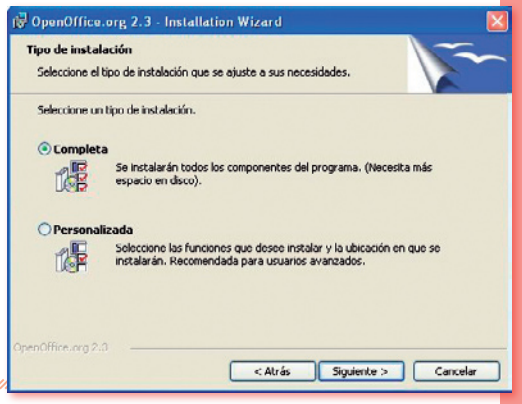 OpenOffice.org 2.3 - Installation Wizard
Tipo de instalación
Seleccione el tipo de instalación que se ajuste a sus necesidades.
Seleccione un tipo de instalación.
Completa
Se instalarán todos los componentes del programa. (Necesita más
espacio en disco).
Personalizada
Seleccione las funciones que desee instalar y la ubicación en que se
instalarán. Recomendada para usuarios avanzados.
OpenOffice.org 2.3
< Atrás
Siguiente >
Cancelar